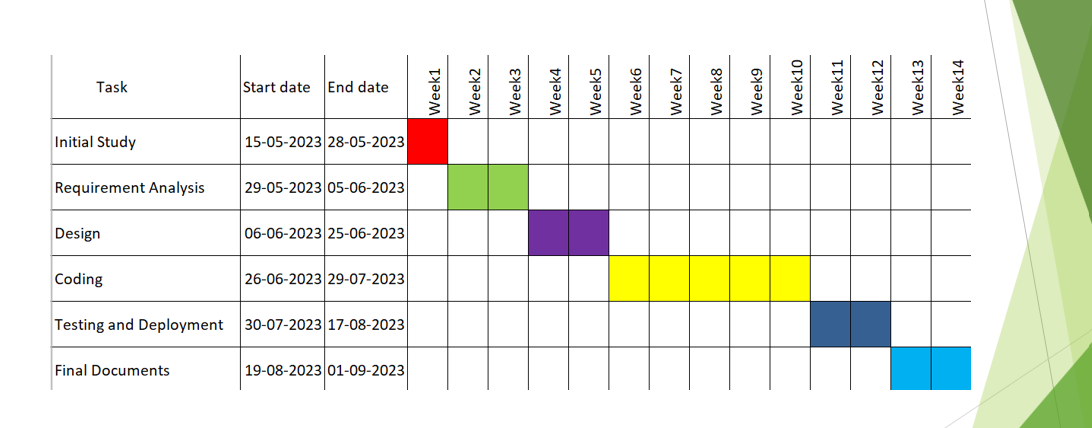 Task Start date End date Week1 Week2 Week3 Week4 Week5 Week6 Week7 Week8 Week9 Week10 Week11 Week12 Week13 Week14
Initial Study 15-05-2023 28-05-2023
Requirement Analysis 29-05-2023 05-06-2023
Design 06-06-2023 25-06-2023
Coding 26-06-2023 29-07-2023
Testing and Deployment 30-07-2023 17-08-2023
Final Documents 19-08-2023 01-09-2023